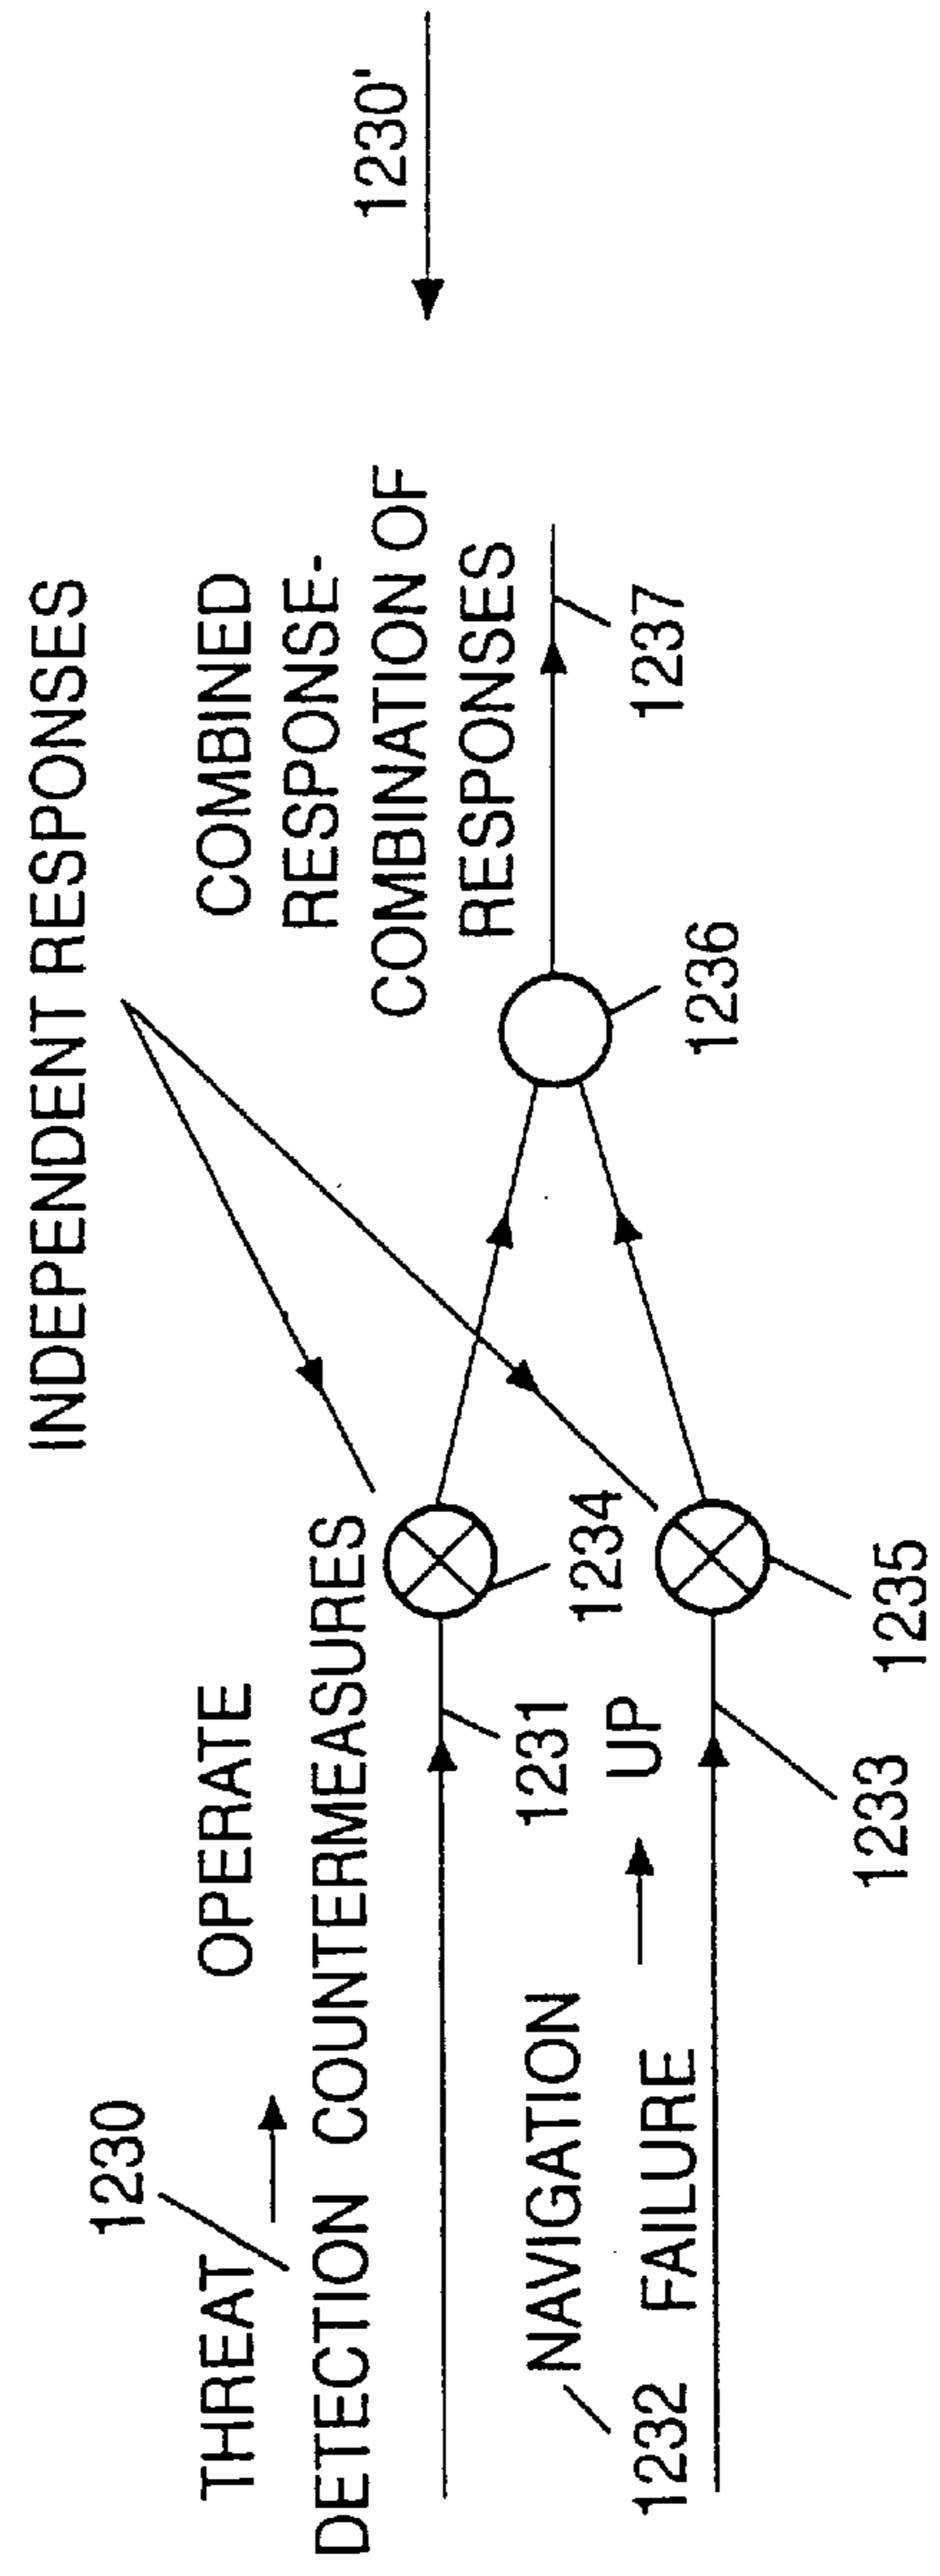 INDEPENDENT RESPONSES
1230
THREAT
OPERATE
DETECTION COUNTERMEASURES
COMBINED
RESPONSE-
COMBINATION OF
RESPONSES
1230'
1231
1234
1236
1237
NAVIGATION
UP
1232
FAILURE
1233
1235